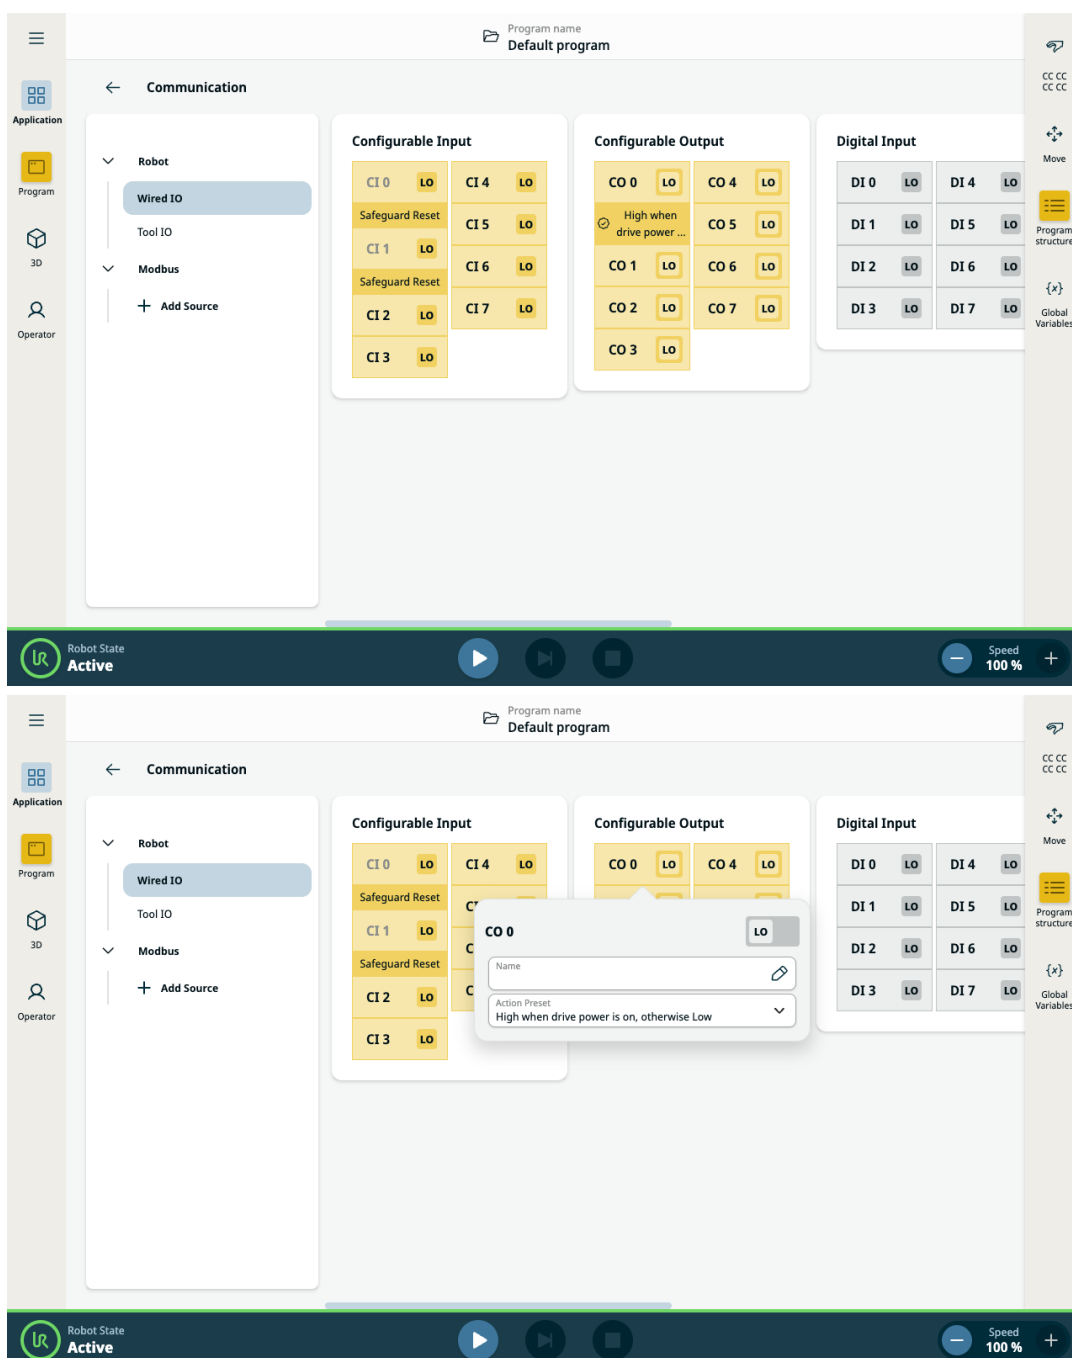 Program name
Default program
Application
Program
3D
Operator
Communication
Robot
Wired IO
Tool IO
Modbus
Add Source
Configurable Input
CI 0 LO CI 4 LO
Safeguard Reset
CI 5 LO
CI 1 LO
CI 6 LO
Safeguard Reset
CI 2 LO CI 7 LO
CI 3 LO
Configurable Output
CO 0 LO CO 4 LO
High when
drive power ...
CO 5 LO
CO 1 LO CO 6 LO
CO 2 LO CO 7 LO
CO 3 LO
Digital Input
DI 0 LO DI 4 LO
DI 1 LO DI 5 LO
DI 2 LO DI 6 LO
DI 3 LO DI 7 LO
CC CC
CC CC
Move
Program
structure
{x}
Global
Variables
UR
Robot State
Active
Speed
100 %
Program name
Default program
Application
Program
3D
Operator
Communication
Robot
Wired IO
Tool IO
Modbus
Add Source
Configurable Input
CI 0 LO CI 4 LO
Safeguard Reset
CI 1 LO
Safeguard Reset
CI 2 LO
CI 3 LO
Configurable Output
CO 0 LO CO 4 LO
CO 0 LO
Name
Action Preset
High when drive power is on, otherwise Low
Digital Input
DI 0 LO DI 4 LO
DI 1 LO DI 5 LO
DI 2 LO DI 6 LO
DI 3 LO DI 7 LO
CC CC
CC CC
Move
Program
structure
{x}
Global
Variables
UR
Robot State
Active
Speed
100 %